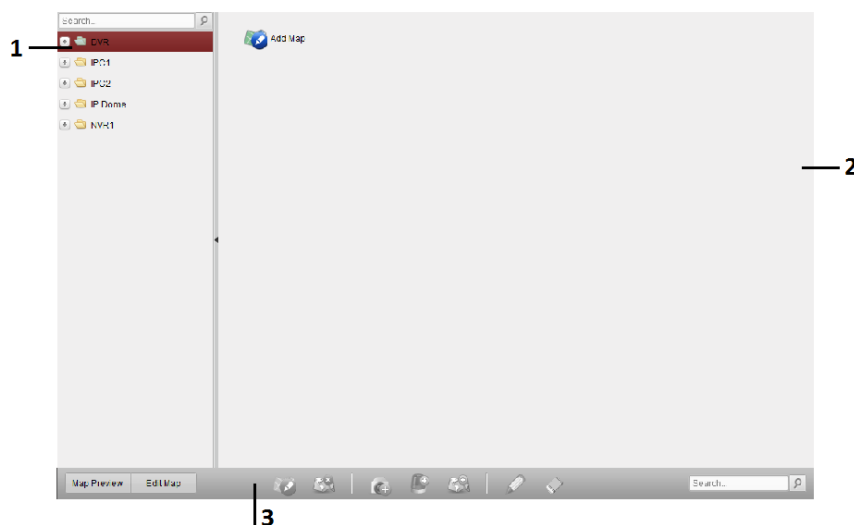 Search...
1
DVR
IPC1
IPC2
IP Dome
NVR1
Add Map
2
Map Preview
Edit Map
Search...
3